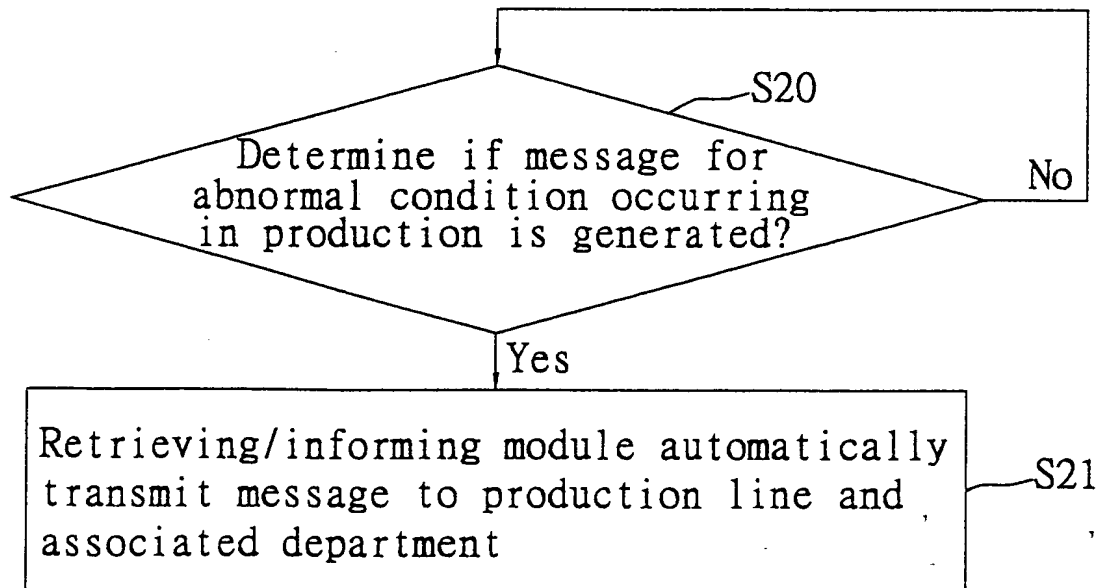 S20
Determine if message for
abnormal condition occurring
in production is generated?
No
Yes
Retrieving/informing module automatically
transmit message to production line and
associated department
S21